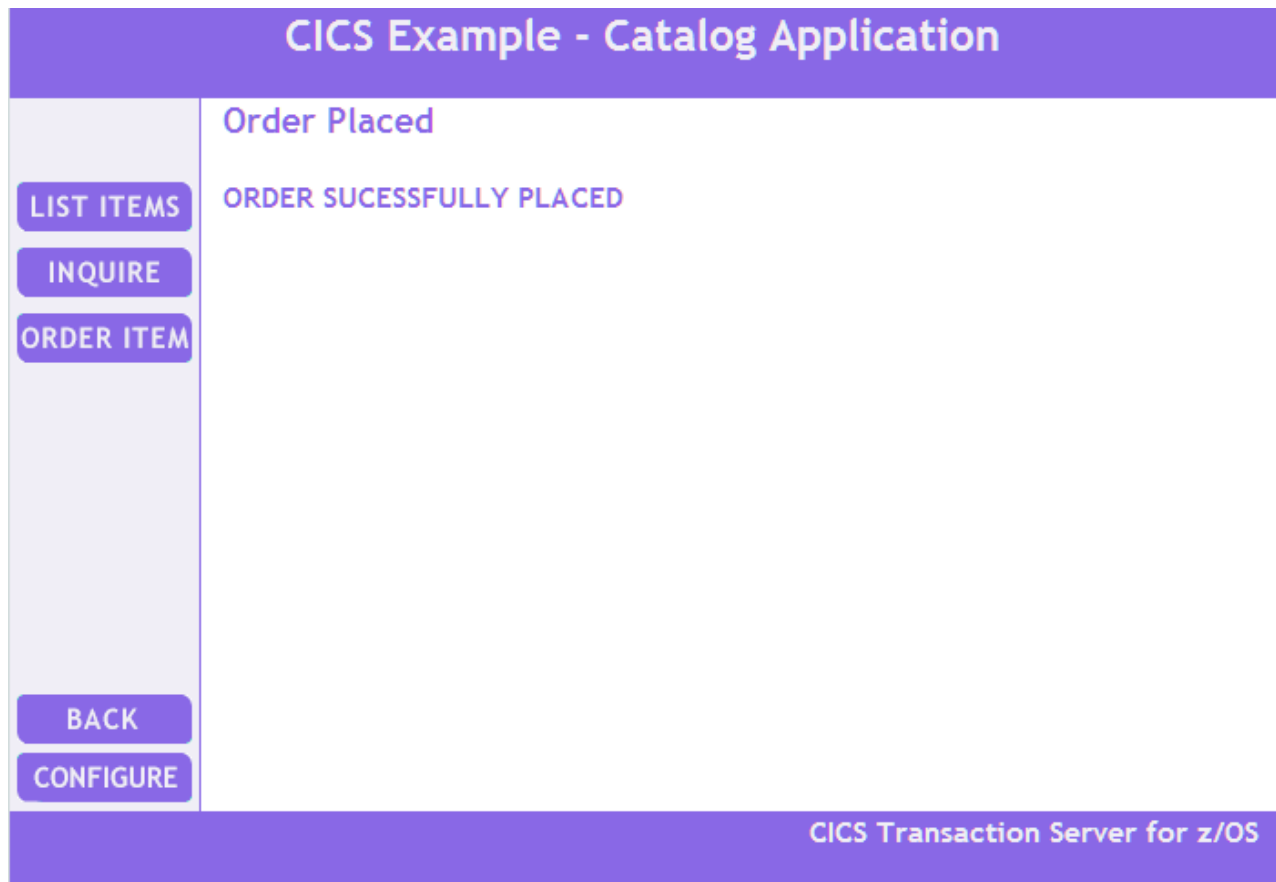 CICS Example - Catalog Application
Order Placed
ORDER SUCESSFULLY PLACED
LIST ITEMS
INQUIRE
ORDER ITEM
BACK
CONFIGURE
CICS Transaction Server for z/OS